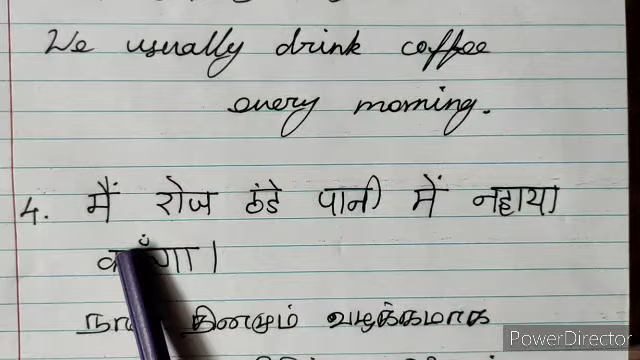 We usually drink coffee
every morning.
4. मैं रोज ठंडे पानी में नहाया
தினமும் வழக்கமாக
PowerDirector